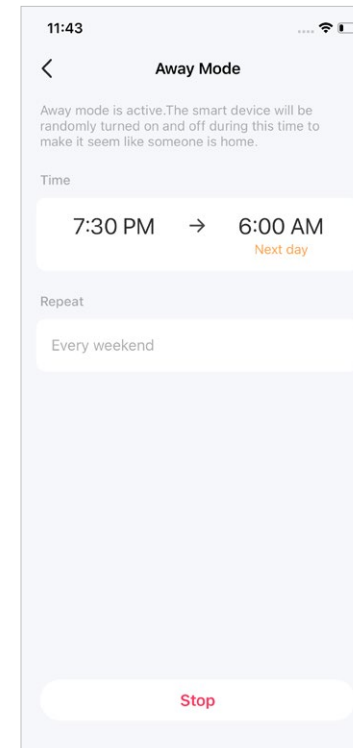 11:43
Away Mode
Away mode is active.The smart device will be
randomly turned on and off during this time to
make it seem like someone is home.
Time
7:30 PM → 6:00 AM
Next day
Repeat
Every weekend
Stop